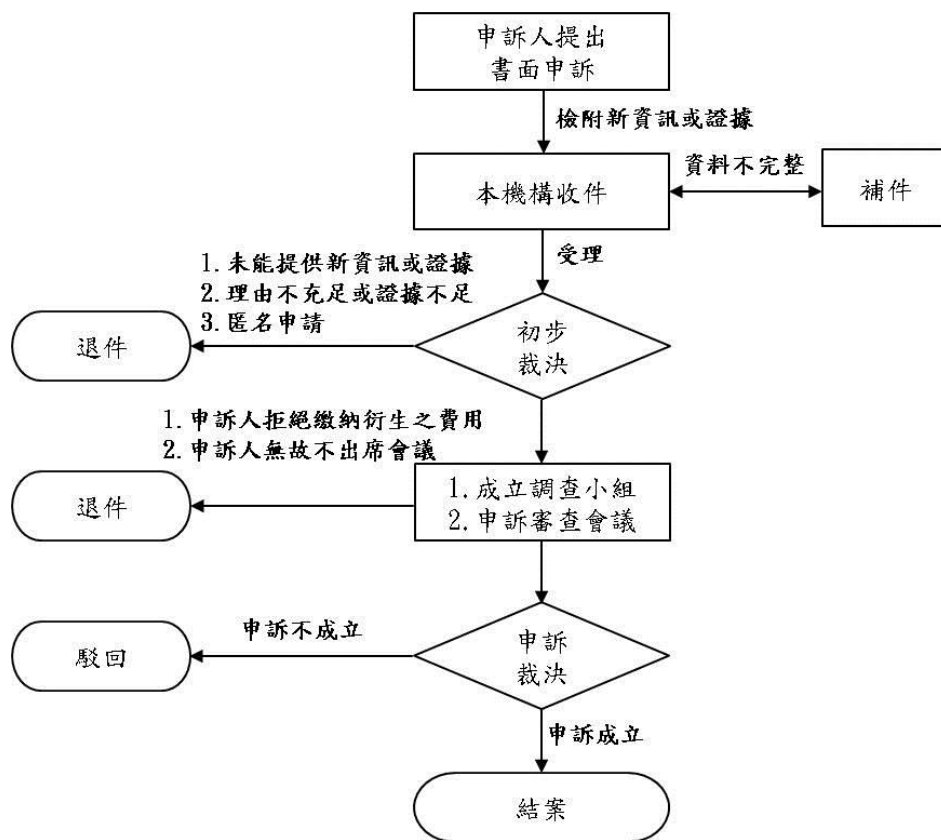 申訴人提出
書面申訴
檢附新資訊或證據
本機構收件
資料不完整
補件
受理
1.未能提供新資訊或證據
2.理由不充足或證據不足
3.匿名申請
初步
裁決
退件
1.申訴人拒絕繳納衍生之費用
2.申訴人無故不出席會議
1.成立調查小組
2.申訴審查會議
退件
申訴
裁決
申訴不成立
駁回
申訴成立
結案